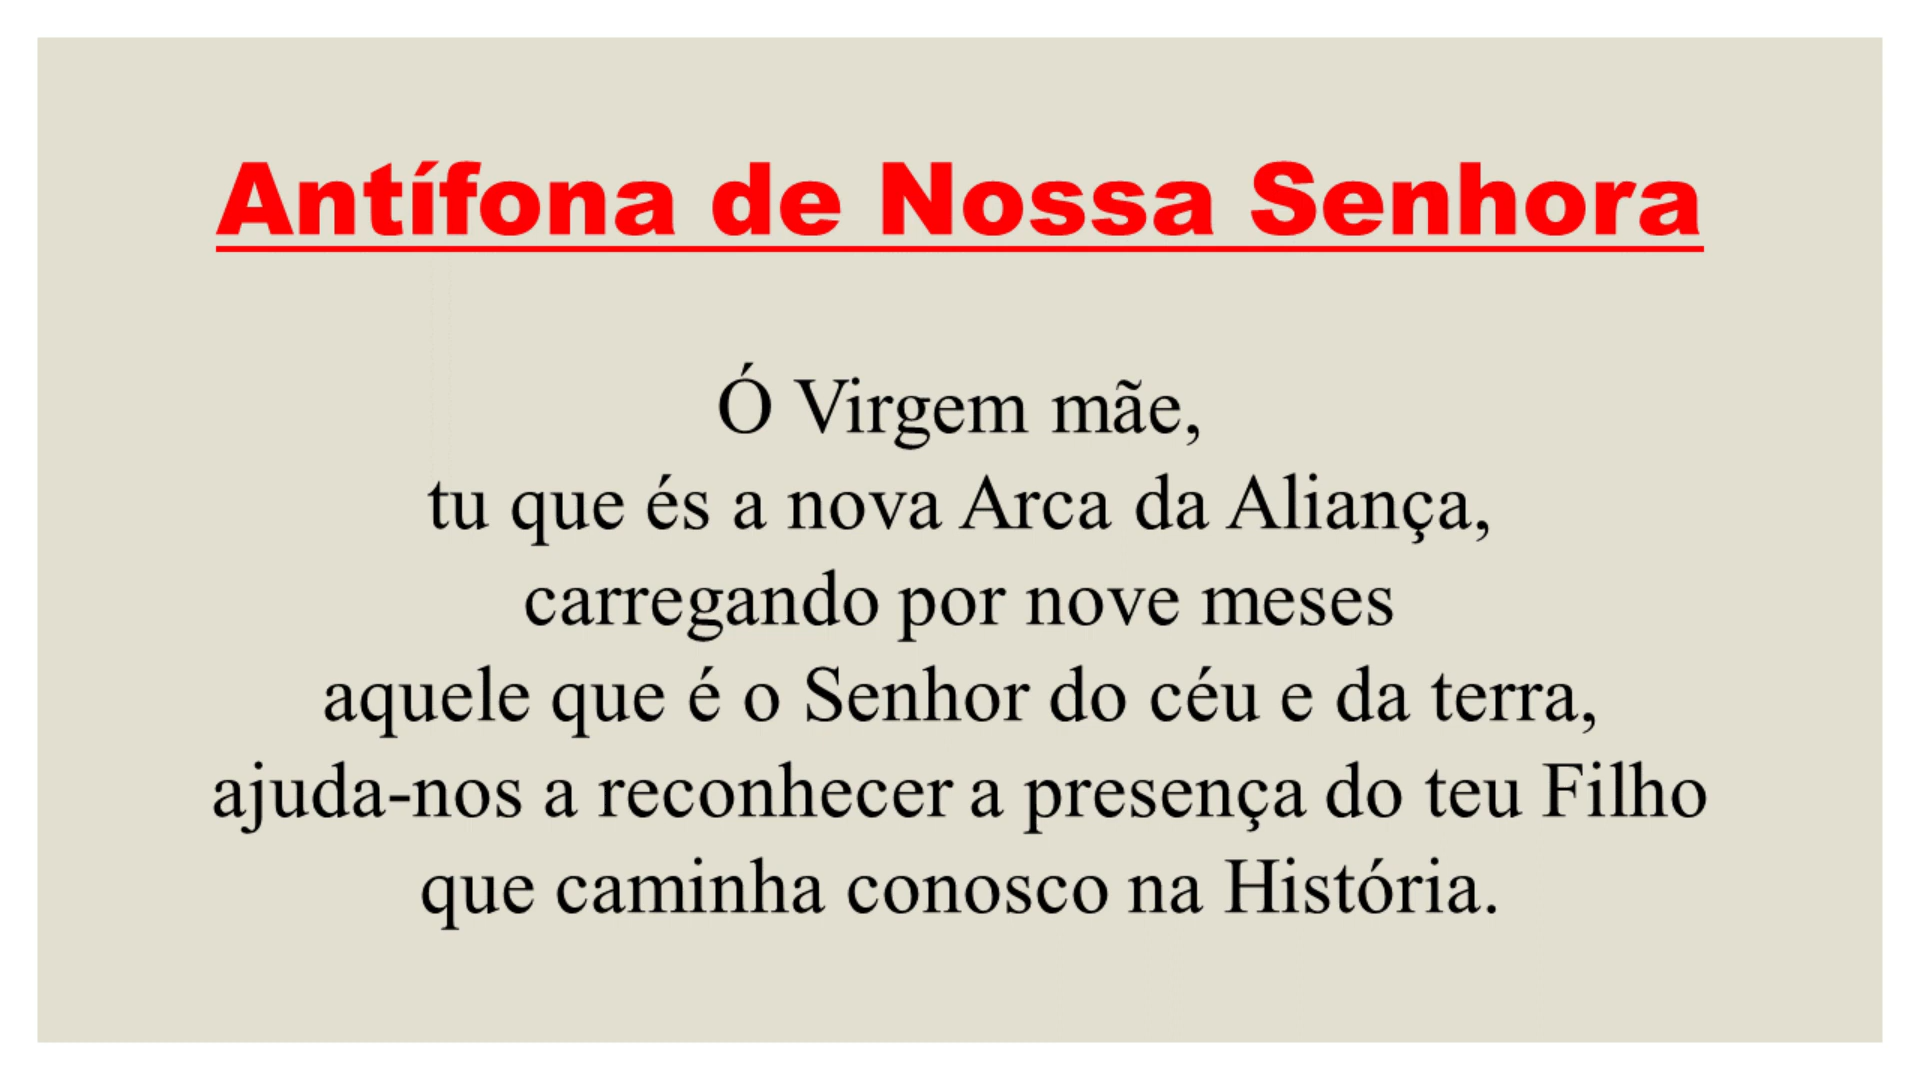 Antífona de Nossa Senhora
Ó Virgem mãe,
tu que és a nova Arca da Aliança,
carregando por nove meses
aquele que é o Senhor do céu e da terra,
ajuda-nos a reconhecer a presença do teu Filho
que caminha conosco na História.